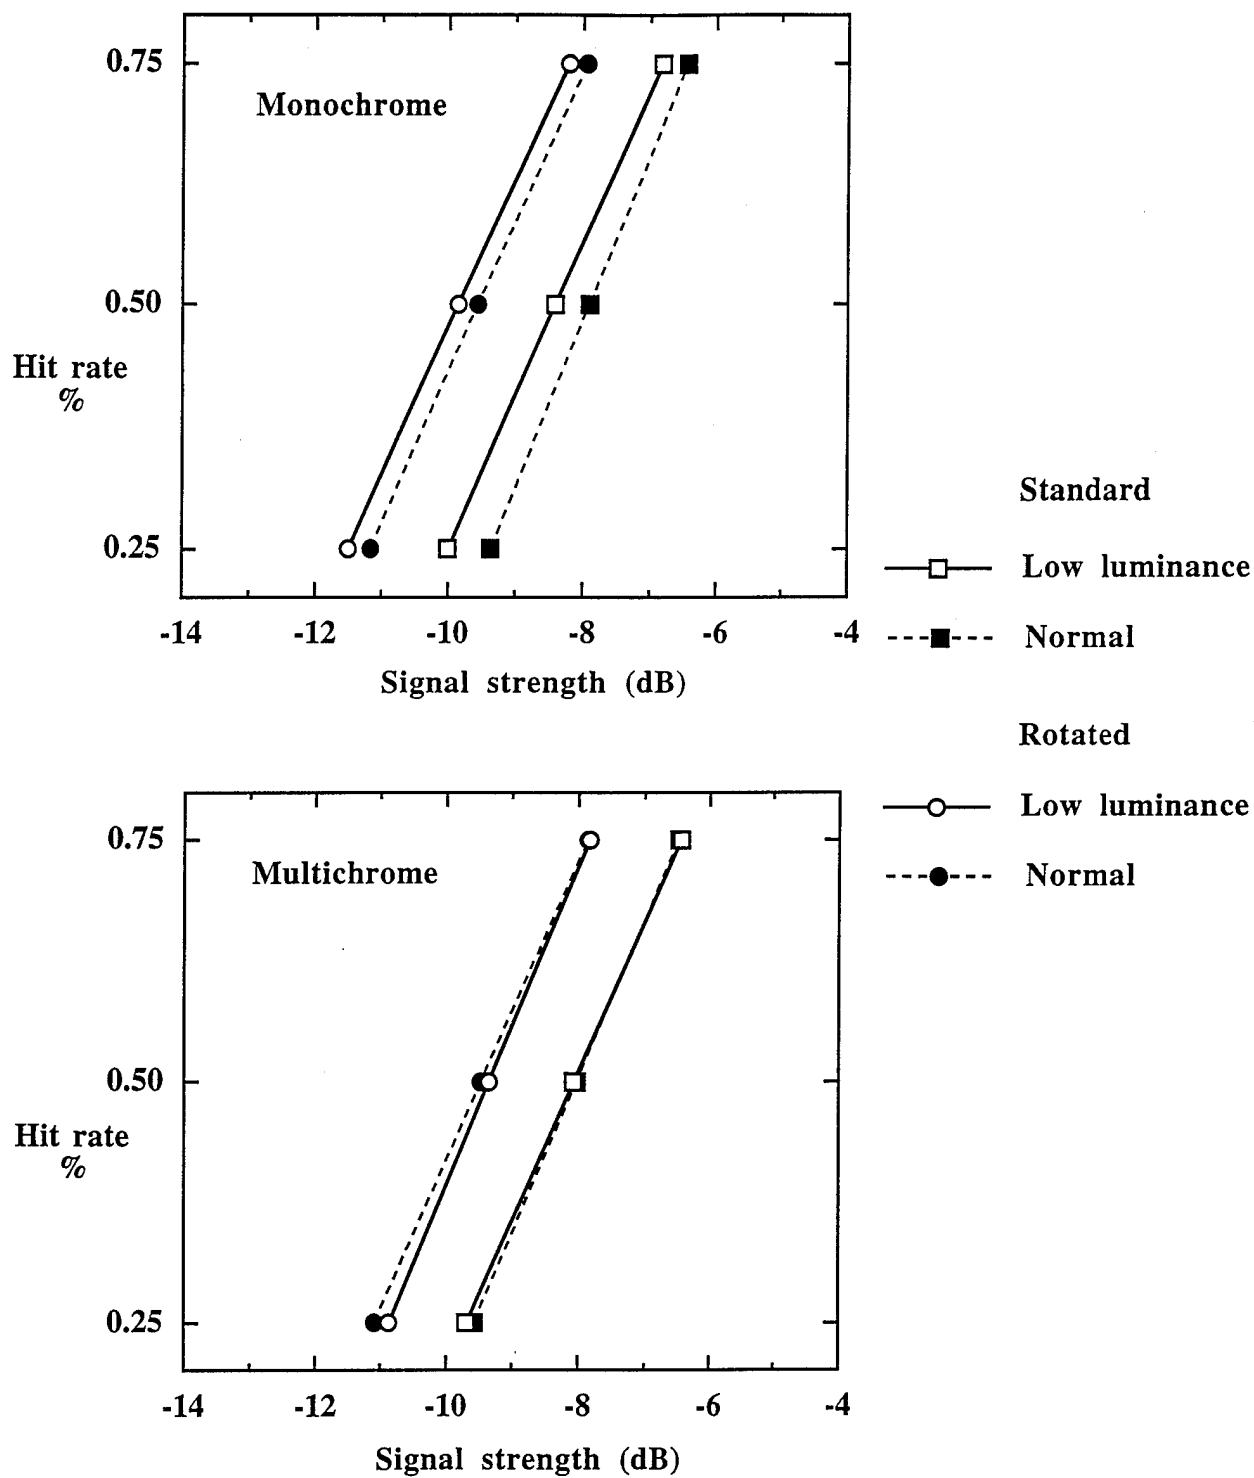 0.75
Monochrome
0.50
Hit rate
%
0.25
-14 -12 -10 -8 -6 -4
Signal strength (dB)
Standard
Low luminance
Normal
Rotated
Low luminance
Normal
0.75
Multichrome
0.50
Hit rate
%
0.25
-14 -12 -10 -8 -6 -4
Signal strength (dB)